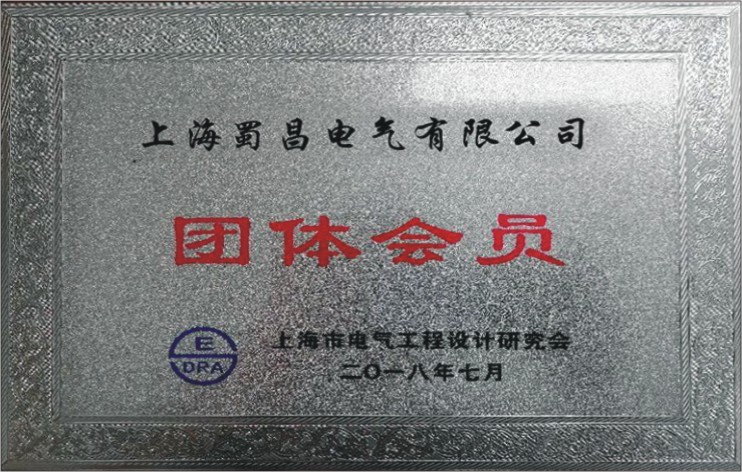 上海蜀昌电气有限公司
团体会员
E
DRA
上海市电气工程设计研究会
二〇一八年七月